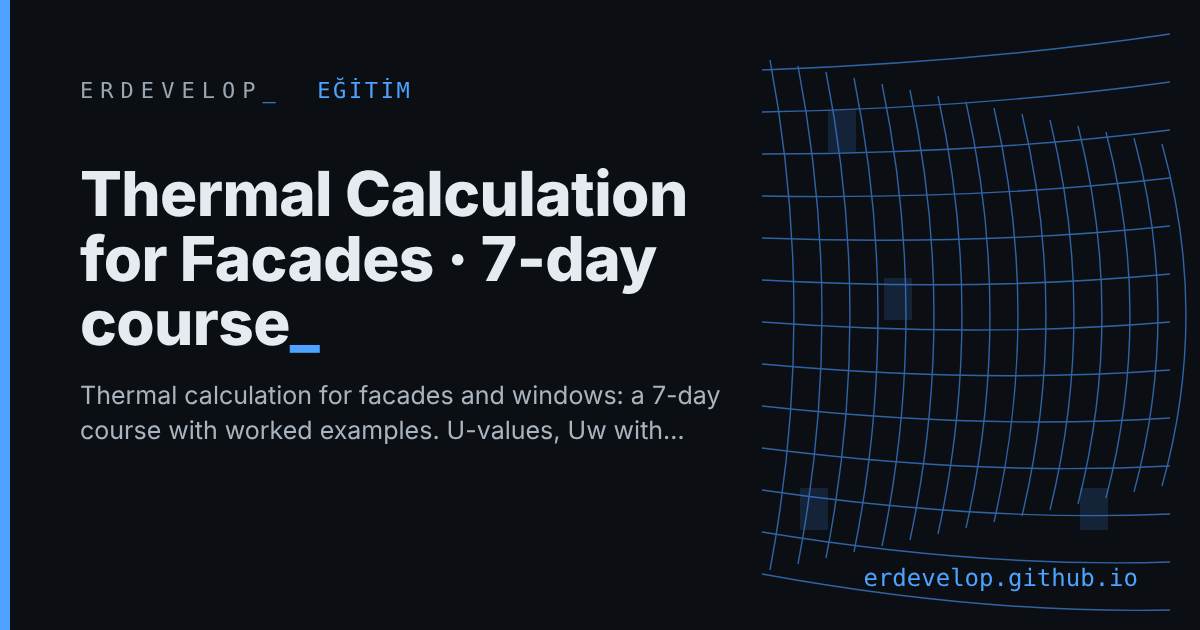 ERDEVELOP_ EĞİTİM
Thermal Calculation
for Facades · 7-day
course_
Thermal calculation for facades and windows: a 7-day
course with worked examples. U-values, Uw with...
erdevelop.github.io